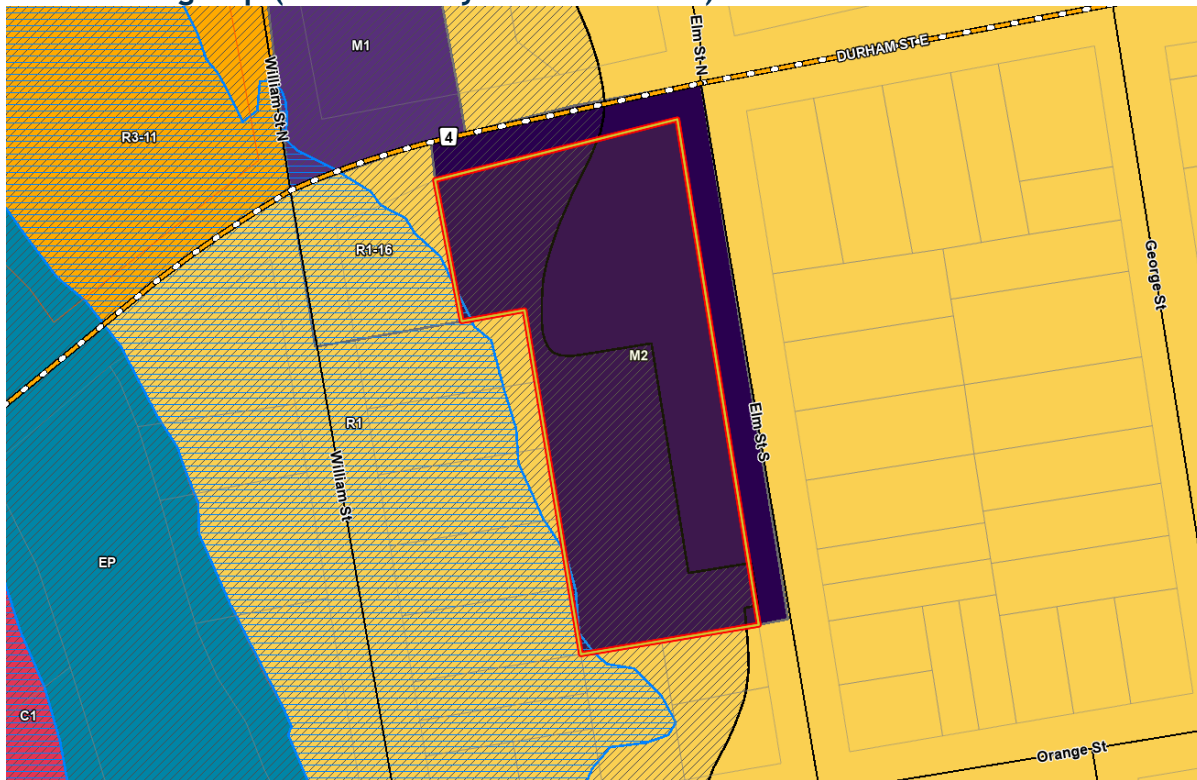 M1
Elm-St-N
DURHAM ST E
William-St-N
4
R3-11
R1-16
George-St
M2
R1
Elm-St-S
William-St
EP
C1
Orange-St